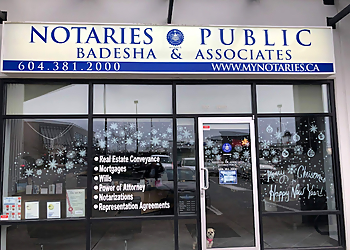 NOTARIES PUBLIC
BADESHA & ASSOCIATES
604.381.2000
WWW.MYNOTARIES.CA
• Real Estate Conveyance
• Mortgages
• Wills
• Power of Attorney
• Notarizations
• Representation Agreements
Merry Christmas
Happy New Year!